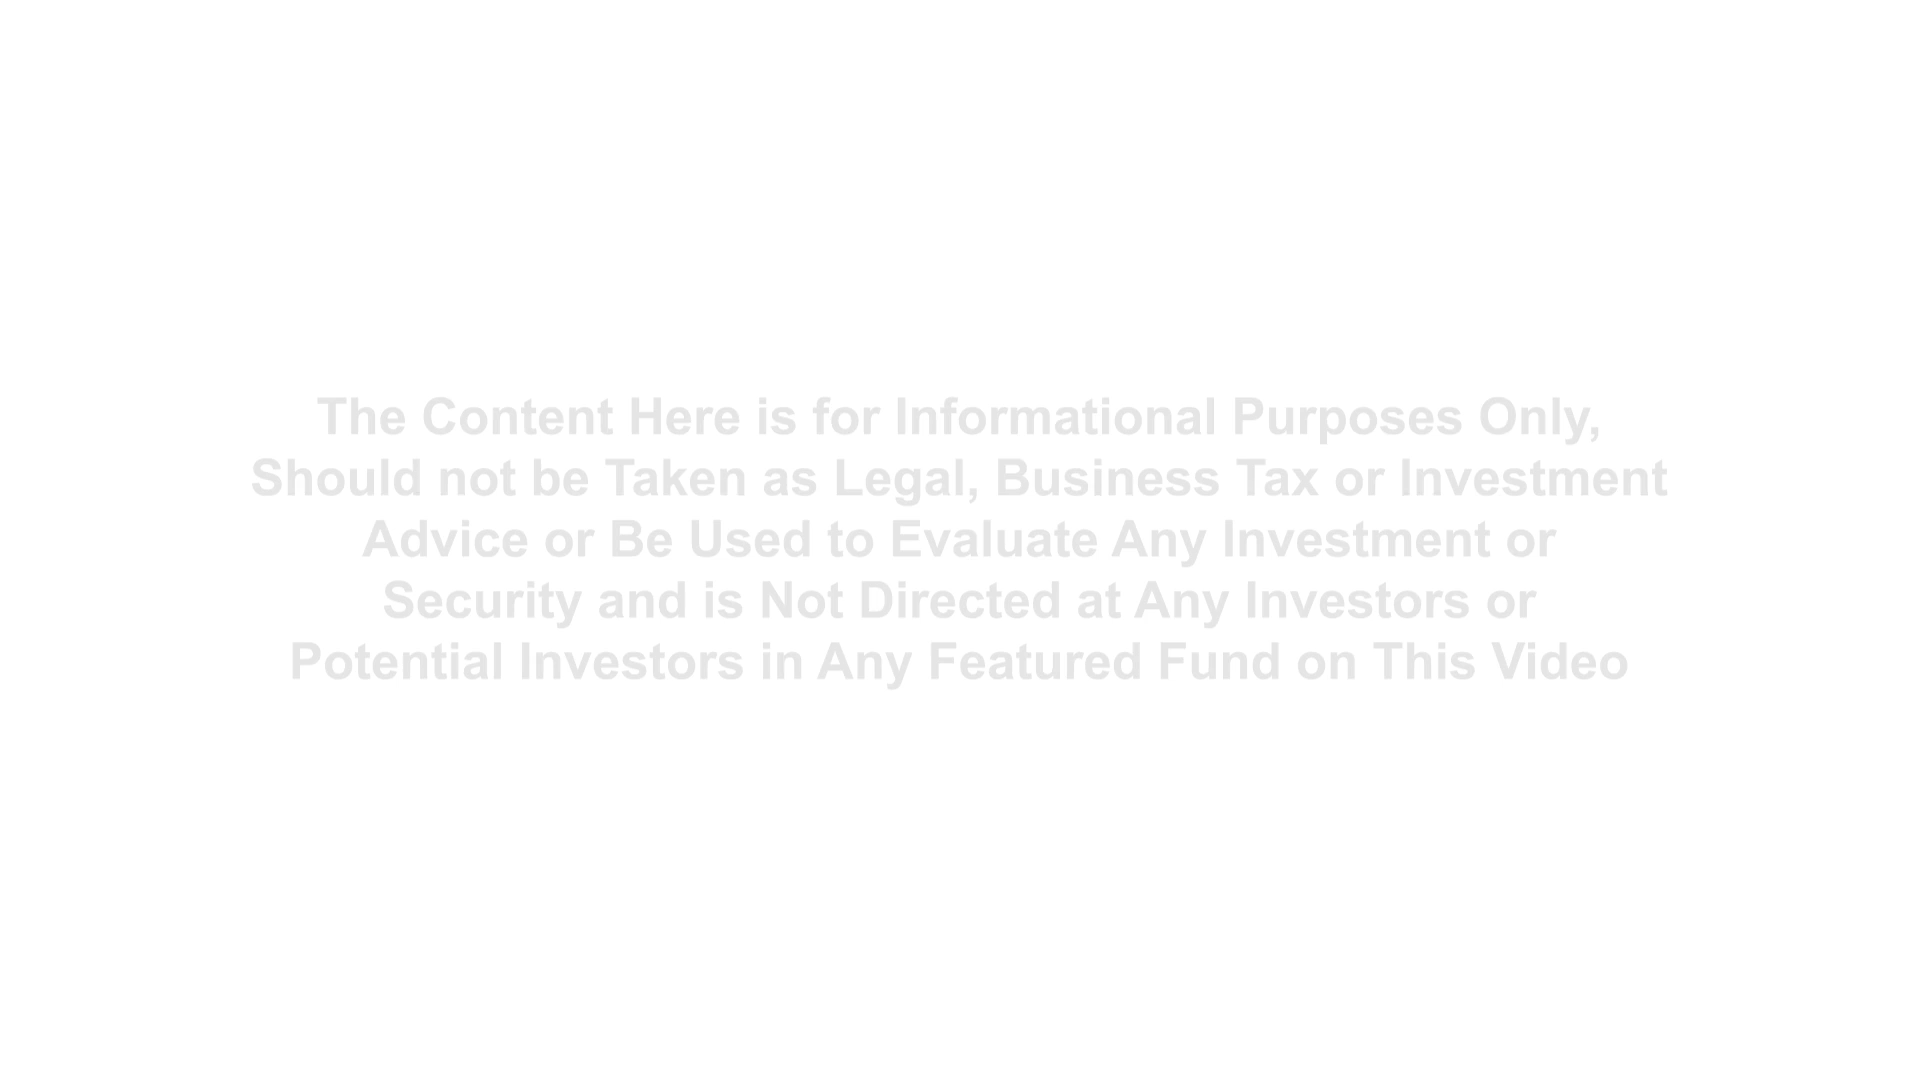 The Content Here is for Informational Purposes Only,
Should not be Taken as Legal, Business Tax or Investment
Advice or Be Used to Evaluate Any Investment or
Security and is Not Directed at Any Investors or
Potential Investors in Any Featured Fund on This Video